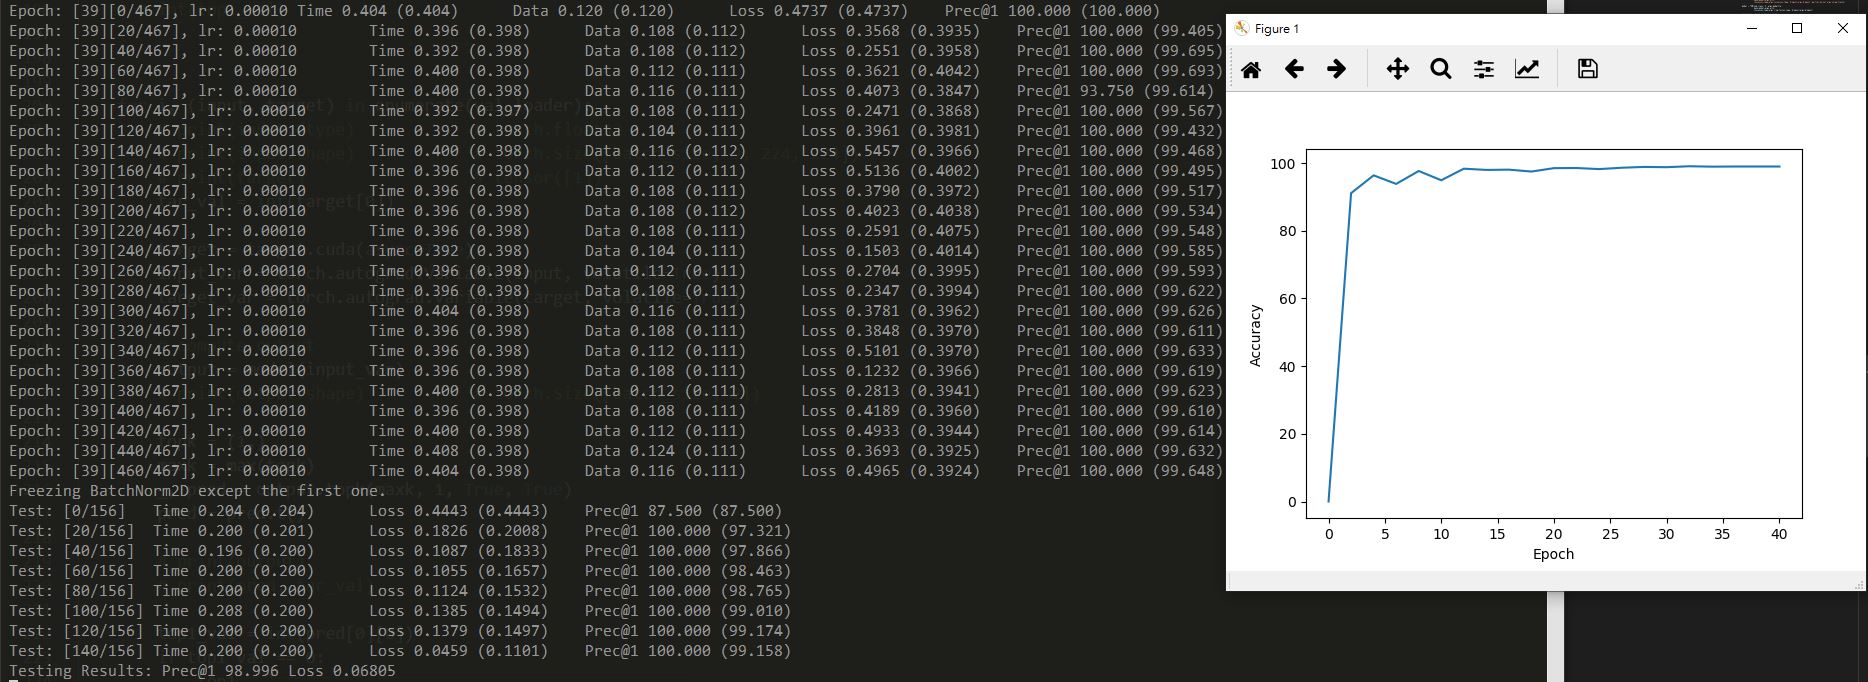 Epoch: [39][0/467], lr: 0.00010 Time 0.404 (0.404) Data 0.120 (0.120) Loss 0.4737 (0.4737) Prec@1 100.000 (100.000)
Epoch: [39][20/467], lr: 0.00010 Time 0.396 (0.398) Data 0.108 (0.112) Loss 0.3568 (0.3935) Prec@1 100.000 (99.405)
Epoch: [39][40/467], lr: 0.00010 Time 0.392 (0.398) Data 0.108 (0.111) Loss 0.2551 (0.3958) Prec@1 100.000 (99.695)
Epoch: [39][60/467], lr: 0.00010 Time 0.400 (0.398) Data 0.112 (0.111) Loss 0.3621 (0.4042) Prec@1 100.000 (99.693)
Epoch: [39][80/467], lr: 0.00010 Time 0.400 (0.398) Data 0.116 (0.111) Loss 0.4073 (0.3847) Prec@1 93.750 (99.614)
Epoch: [39][100/467], lr: 0.00010 Time 0.392 (0.397) Data 0.108 (0.111) Loss 0.2471 (0.3868) Prec@1 100.000 (99.567)
Epoch: [39][120/467], lr: 0.00010 Time 0.392 (0.398) Data 0.104 (0.111) Loss 0.3961 (0.3981) Prec@1 100.000 (99.432)
Epoch: [39][140/467], lr: 0.00010 Time 0.400 (0.398) Data 0.116 (0.112) Loss 0.5457 (0.3966) Prec@1 100.000 (99.468)
Epoch: [39][160/467], lr: 0.00010 Time 0.396 (0.398) Data 0.112 (0.111) Loss 0.5136 (0.4002) Prec@1 100.000 (99.495)
Epoch: [39][180/467], lr: 0.00010 Time 0.396 (0.398) Data 0.108 (0.111) Loss 0.3790 (0.3972) Prec@1 100.000 (99.517)
Epoch: [39][200/467], lr: 0.00010 Time 0.396 (0.398) Data 0.108 (0.112) Loss 0.4023 (0.4038) Prec@1 100.000 (99.534)
Epoch: [39][220/467], lr: 0.00010 Time 0.396 (0.398) Data 0.108 (0.111) Loss 0.2591 (0.4075) Prec@1 100.000 (99.548)
Epoch: [39][240/467], lr: 0.00010 Time 0.392 (0.398) Data 0.104 (0.111) Loss 0.1503 (0.4014) Prec@1 100.000 (99.585)
Epoch: [39][260/467], lr: 0.00010 Time 0.396 (0.398) Data 0.112 (0.111) Loss 0.2704 (0.3995) Prec@1 100.000 (99.593)
Epoch: [39][280/467], lr: 0.00010 Time 0.396 (0.398) Data 0.108 (0.111) Loss 0.2347 (0.3994) Prec@1 100.000 (99.622)
Epoch: [39][300/467], lr: 0.00010 Time 0.404 (0.398) Data 0.116 (0.111) Loss 0.3781 (0.3962) Prec@1 100.000 (99.626)
Epoch: [39][320/467], lr: 0.00010 Time 0.396 (0.398) Data 0.108 (0.111) Loss 0.3848 (0.3970) Prec@1 100.000 (99.611)
Epoch: [39][340/467], lr: 0.00010 Time 0.396 (0.398) Data 0.112 (0.111) Loss 0.5101 (0.3970) Prec@1 100.000 (99.633)
Epoch: [39][360/467], lr: 0.00010 Time 0.396 (0.398) Data 0.108 (0.111) Loss 0.1232 (0.3966) Prec@1 100.000 (99.619)
Epoch: [39][380/467], lr: 0.00010 Time 0.400 (0.398) Data 0.112 (0.111) Loss 0.2813 (0.3941) Prec@1 100.000 (99.623)
Epoch: [39][400/467], lr: 0.00010 Time 0.396 (0.398) Data 0.108 (0.111) Loss 0.4189 (0.3960) Prec@1 100.000 (99.610)
Epoch: [39][420/467], lr: 0.00010 Time 0.400 (0.398) Data 0.112 (0.111) Loss 0.4933 (0.3944) Prec@1 100.000 (99.614)
Epoch: [39][440/467], lr: 0.00010 Time 0.408 (0.398) Data 0.124 (0.111) Loss 0.3693 (0.3925) Prec@1 100.000 (99.632)
Epoch: [39][460/467], lr: 0.00010 Time 0.404 (0.398) Data 0.116 (0.111) Loss 0.4965 (0.3924) Prec@1 100.000 (99.648)
Freezing BatchNorm2D except the first one.
Test: [0/156] Time 0.204 (0.204) Loss 0.4443 (0.4443) Prec@1 87.500 (87.500)
Test: [20/156] Time 0.200 (0.201) Loss 0.1826 (0.2008) Prec@1 100.000 (97.321)
Test: [40/156] Time 0.196 (0.200) Loss 0.1087 (0.1833) Prec@1 100.000 (97.866)
Test: [60/156] Time 0.200 (0.200) Loss 0.1055 (0.1657) Prec@1 100.000 (98.463)
Test: [80/156] Time 0.200 (0.200) Loss 0.1124 (0.1532) Prec@1 100.000 (98.765)
Test: [100/156] Time 0.208 (0.200) Loss 0.1385 (0.1494) Prec@1 100.000 (99.010)
Test: [120/156] Time 0.200 (0.200) Loss 0.1379 (0.1497) Prec@1 100.000 (99.174)
Test: [140/156] Time 0.200 (0.200) Loss 0.0459 (0.1101) Prec@1 100.000 (99.158)
Testing Results: Prec@1 98.996 Loss 0.06805
Figure 1
100
80
60
40
20
0
Accuracy
0 5 10 15 20 25 30 35 40
Epoch